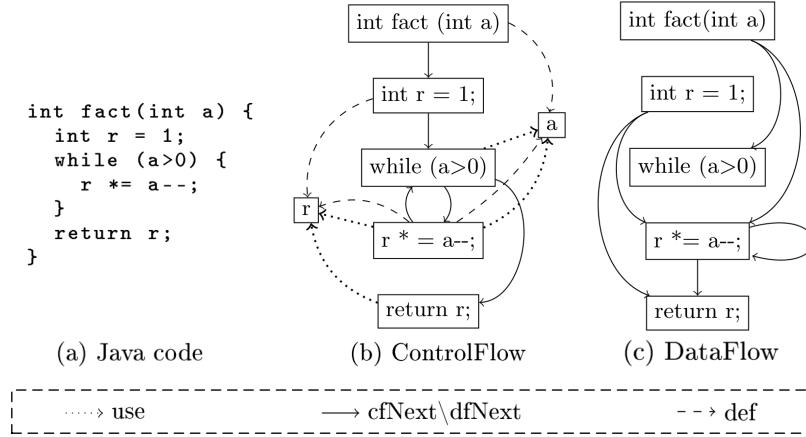 int fact(int a) {
int r = 1;
while (a>0) {
r *= a--;
}
return r;
}
(a) Java code
int fact (int a)
int r = 1;
a
while (a>0)
r
r * = a--;
return r;
(b) ControlFlow
int fact(int a)
int r = 1;
while (a>0)
r *= a--;
return r;
(c) DataFlow
use
cfNext\dfNext
def